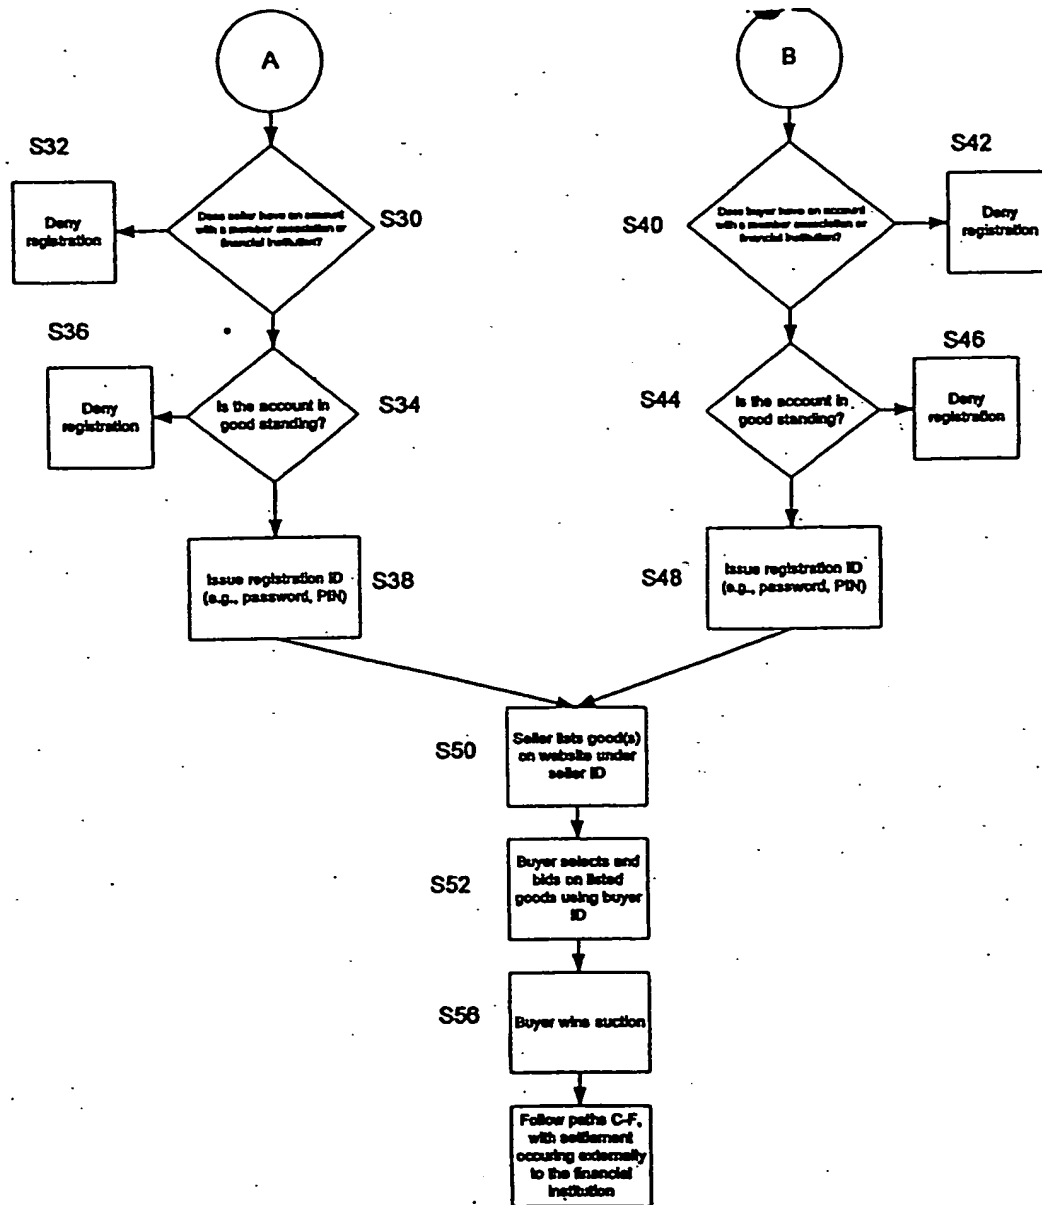 A
B
S32
S42
Deny
registration
Does seller have an account
with a member association or
financial institution?
S30
S40
Does buyer have an account
with a member association or
financial institution?
Deny
registration
S36
S46
Deny
registration
Is the account in
good standing?
S34
S44
Is the account in
good standing?
Deny
registration
Issue registration ID
(e.g., password, PIN)
S38
S48
Issue registration ID
(e.g., password, PIN)
S50
Seller lists good(s)
on website under
seller ID
S52
Buyer selects and
bids on listed
goods using buyer
ID
S56
Buyer wins auction
Follow paths C-F,
with settlement
occuring externally
to the financial
institution